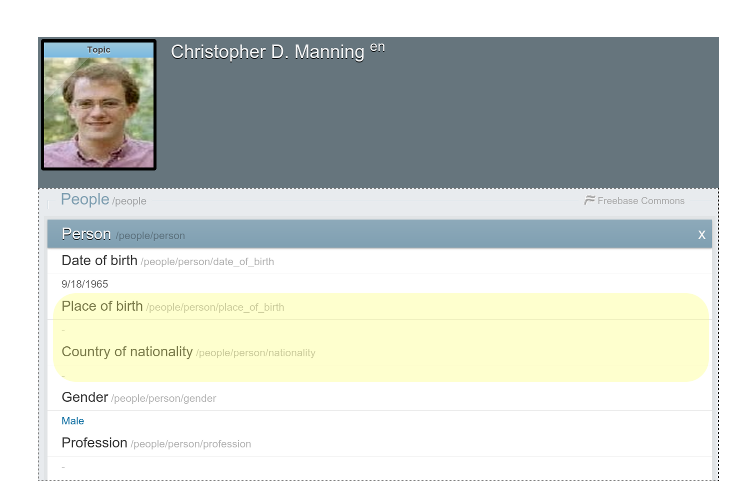 Topic
Christopher D. Manning en
People /people
Freebase Commons
Person /people/person
x
Date of birth /people/person/date_of_birth
9/18/1965
Place of birth /people/person/place_of_birth
-
Country of nationality /people/person/nationality
-
Gender /people/person/gender
Male
Profession /people/person/profession
-